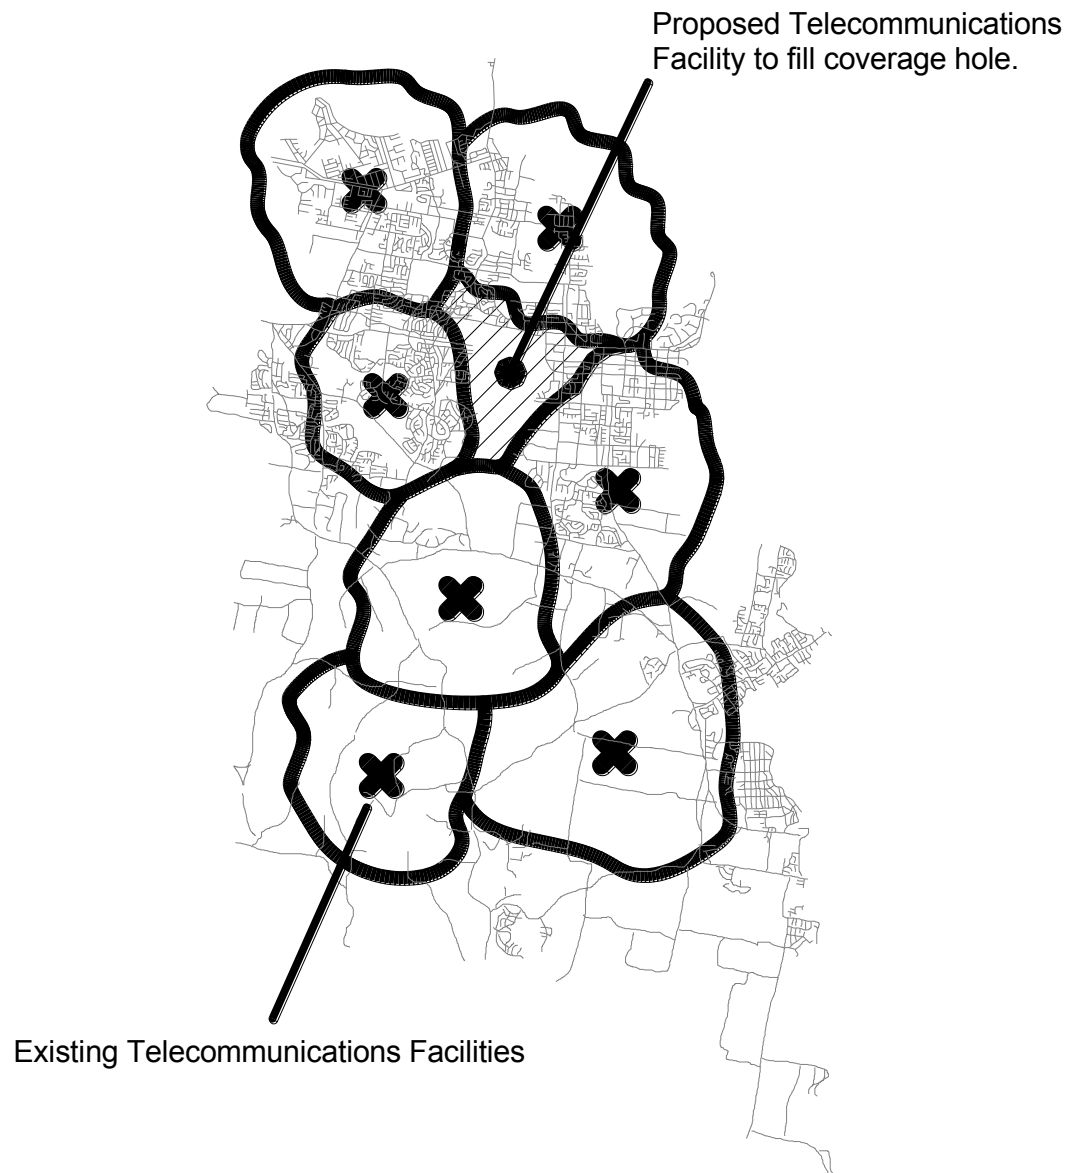 Proposed Telecommunications
Facility to fill coverage hole.
Existing Telecommunications Facilities